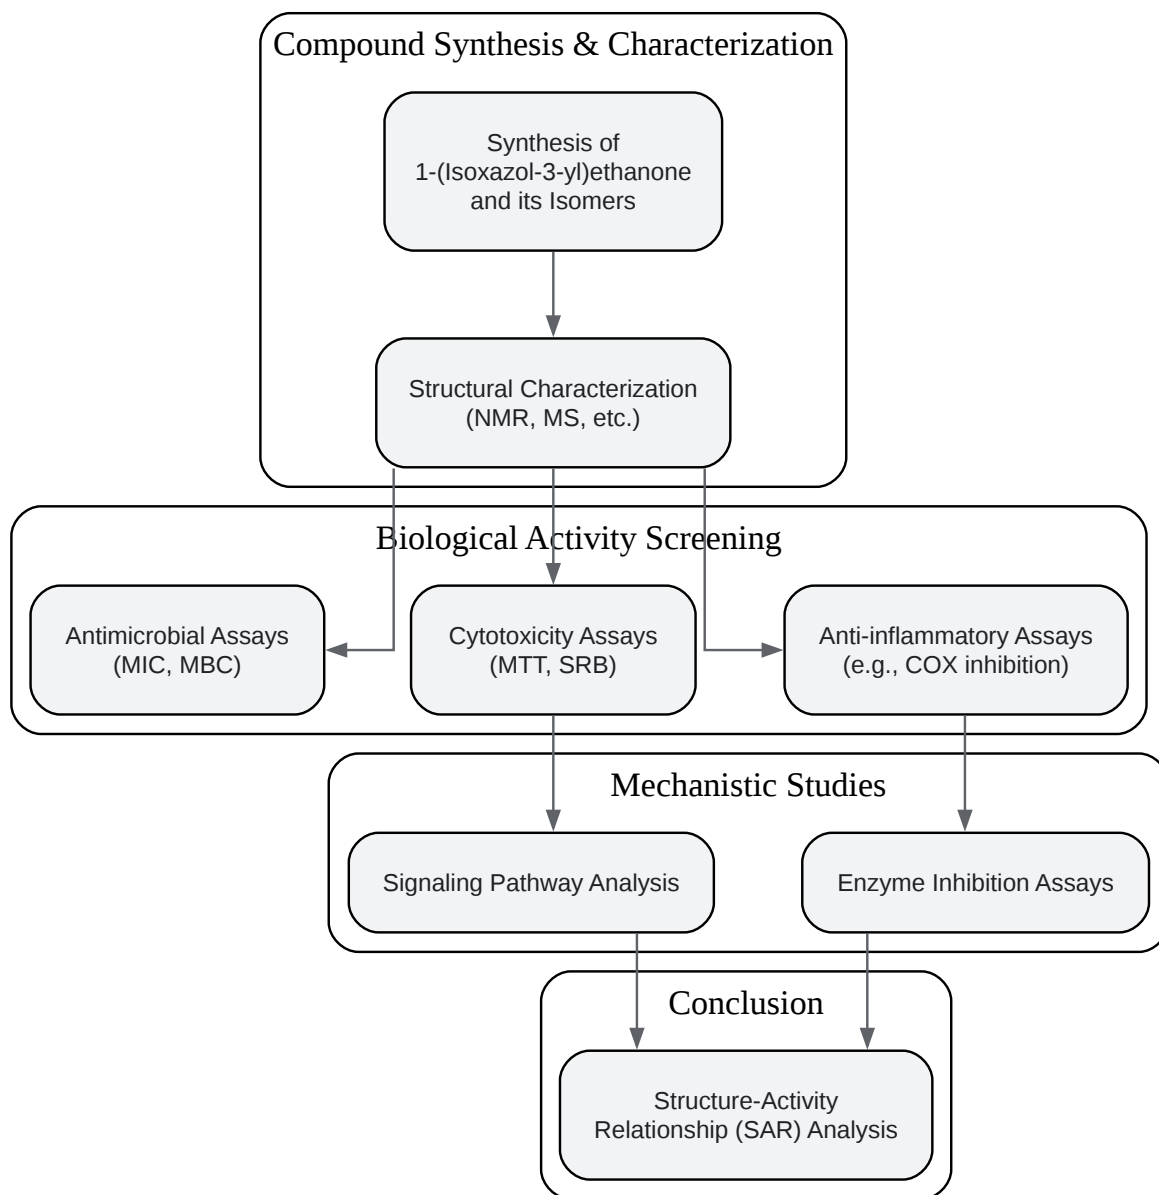 Compound Synthesis & Characterization
Synthesis of
1-(Isoxazol-3-yl)ethanone
and its Isomers
Structural Characterization
(NMR, MS, etc.)
Biological Activity Screening
Antimicrobial Assays
(MIC, MBC)
Cytotoxicity Assays
(MTT, SRB)
Anti-inflammatory Assays
(e.g., COX inhibition)
Mechanistic Studies
Signaling Pathway Analysis
Enzyme Inhibition Assays
Conclusion
Structure-Activity
Relationship (SAR) Analysis